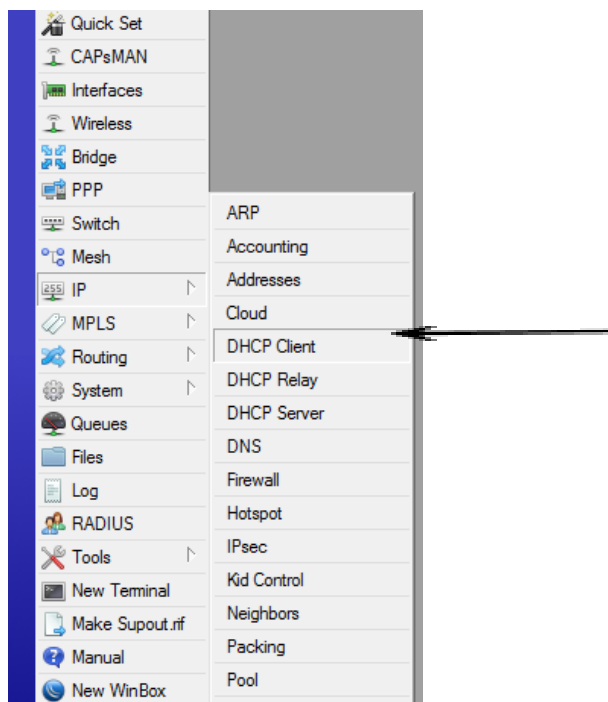 Quick Set
CAPsMAN
Interfaces
Wireless
Bridge
PPP
Switch
Mesh
255 IP
MPLS
Routing
System
Queues
Files
Log
RADIUS
Tools
New Terminal
Make Supout.rif
Manual
New WinBox
ARP
Accounting
Addresses
Cloud
DHCP Client
DHCP Relay
DHCP Server
DNS
Firewall
Hotspot
IPsec
Kid Control
Neighbors
Packing
Pool